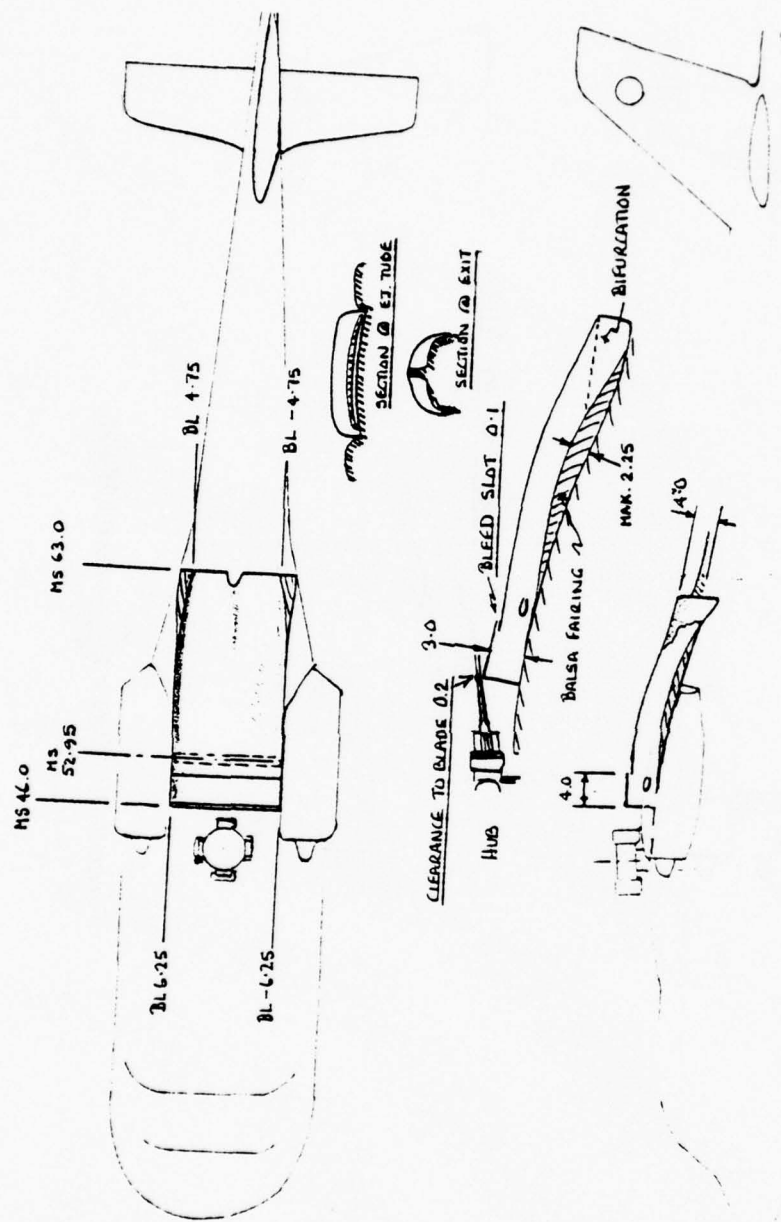 MS 46.0
MS
52.95
MS 63.0
BL 6.25
BL 4.75
BL -6.25
BL -4.75
SECTION @ EJ. TUDE
SECTION @ EXIT
CLEARANCE TO BLADE 0.2
3.0
BLEED SLOT 0.1
HUB
BALSA FAIRING
MAX. 2.25
BIFURCATION
4.0
14°.0